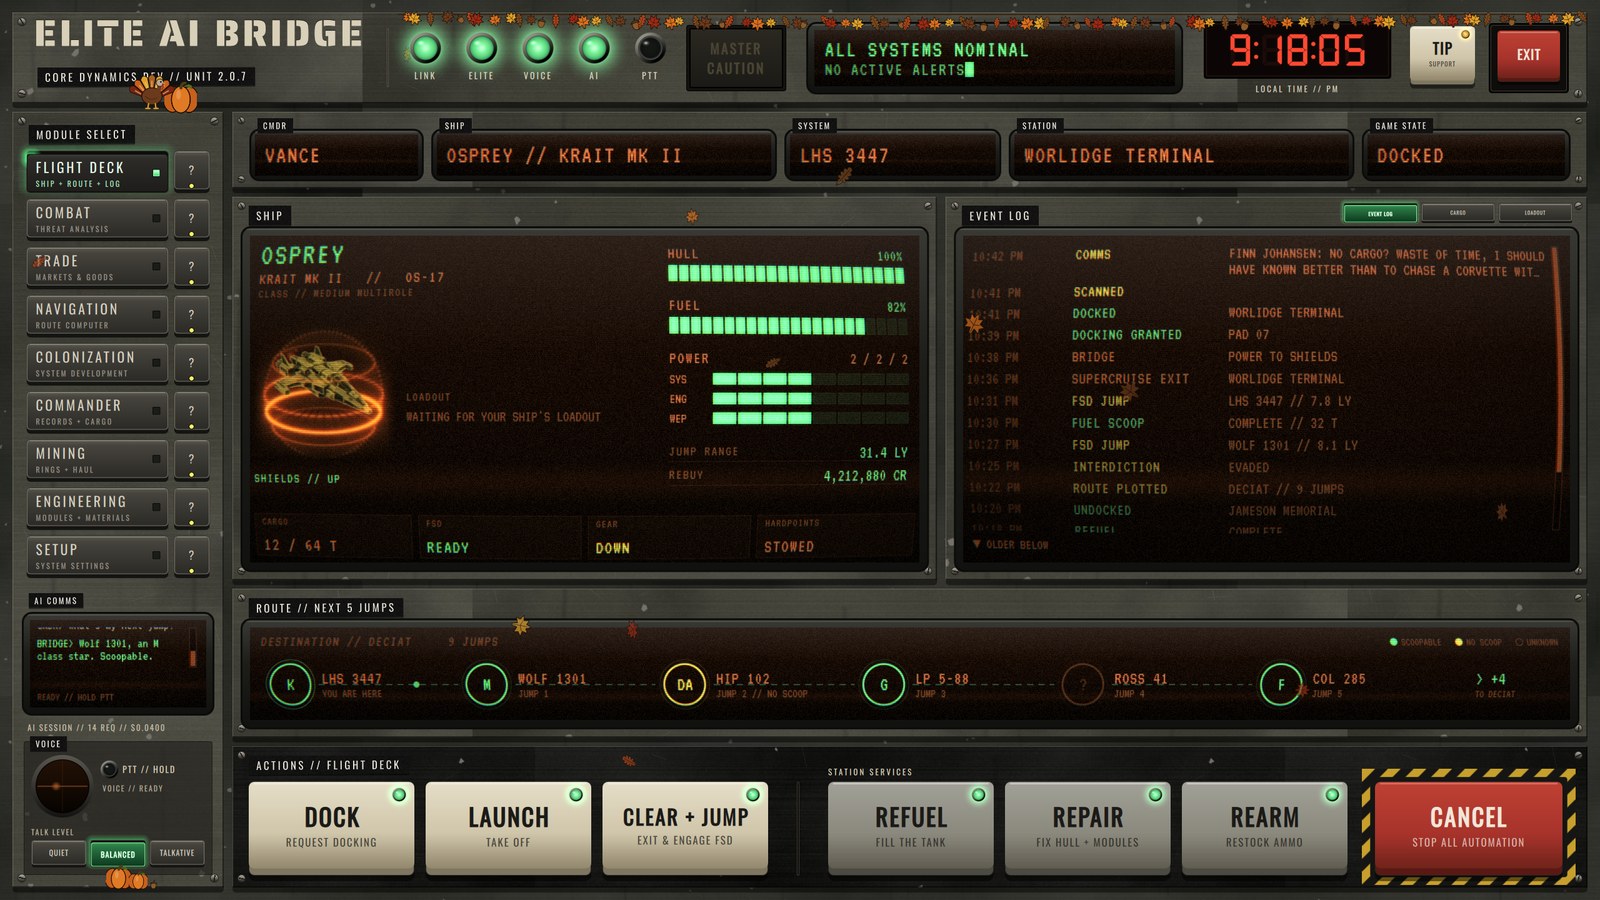 ELITE AI BRIDGE
CORE DYNAMICS REV // UNIT 2.0.7
LINK
ELITE
VOICE
AI
PTT
MASTER
CAUTION
ALL SYSTEMS NOMINAL
NO ACTIVE ALERTS
9:18:05
LOCAL TIME // PM
TIP
SUPPORT
EXIT
MODULE SELECT
FLIGHT DECK
SHIP + ROUTE + LOG
?
COMBAT
THREAT ANALYSIS
?
TRADE
MARKETS & GOODS
?
NAVIGATION
ROUTE COMPUTER
?
COLONIZATION
SYSTEM DEVELOPMENT
?
COMMANDER
RECORDS + CARGO
?
MINING
RINGS + HAUL
?
ENGINEERING
MODULES + MATERIALS
?
SETUP
SYSTEM SETTINGS
?
AI COMMS
BRIDGE> Wolf 1301, an M
class star. Scoopable.
READY // HOLD PTT
AI SESSION // 14 REQ // $0.0400
VOICE
PTT // HOLD
VOICE // READY
TALK LEVEL
QUIET
BALANCED
TALKATIVE
CMDR
VANCE
SHIP
OSPREY // KRAIT MK II
SYSTEM
LHS 3447
STATION
WORLIDGE TERMINAL
GAME STATE
DOCKED
SHIP
OSPREY
KRAIT MK II // OS-17
CLASS // MEDIUM MULTIROLE
LOADOUT
WAITING FOR YOUR SHIP'S LOADOUT
SHIELDS // UP
HULL 100%
FUEL 82%
POWER 2 / 2 / 2
SYS
ENG
WEP
JUMP RANGE 31.4 LY
REBUY 4,212,880 CR
CARGO
12 / 64 T
FSD
READY
GEAR
DOWN
HARDPOINTS
STOWED
EVENT LOG
EVENT LOG
CARGO
LOADOUT
10:42 PM COMMS FINN JOHANSEN: NO CARGO? WASTE OF TIME, I SHOULD
HAVE KNOWN BETTER THAN TO CHASE A CORVETTE WIT…
10:41 PM SCANNED
10:41 PM DOCKED WORLIDGE TERMINAL
10:39 PM DOCKING GRANTED PAD 07
10:38 PM BRIDGE POWER TO SHIELDS
10:36 PM SUPERCRUISE EXIT WORLIDGE TERMINAL
10:31 PM FSD JUMP LHS 3447 // 7.8 LY
10:30 PM FUEL SCOOP COMPLETE // 32 T
10:27 PM FSD JUMP WOLF 1301 // 8.1 LY
10:25 PM INTERDICTION EVADED
10:22 PM ROUTE PLOTTED DECIAT // 9 JUMPS
10:20 PM UNDOCKED JAMESON MEMORIAL
10:18 PM REFUEL COMPLETE
▼ OLDER BELOW
ROUTE // NEXT 5 JUMPS
DESTINATION // DECIAT 9 JUMPS
SCOOPABLE
NO SCOOP
UNKNOWN
K
LHS 3447
YOU ARE HERE
M
WOLF 1301
JUMP 1
DA
HIP 102
JUMP 2 // NO SCOOP
G
LP 5-88
JUMP 3
?
ROSS 41
JUMP 4
F
COL 285
JUMP 5
> +4
TO DECIAT
ACTIONS // FLIGHT DECK
DOCK
REQUEST DOCKING
LAUNCH
TAKE OFF
CLEAR + JUMP
EXIT & ENGAGE FSD
STATION SERVICES
REFUEL
FILL THE TANK
REPAIR
FIX HULL + MODULES
REARM
RESTOCK AMMO
CANCEL
STOP ALL AUTOMATION